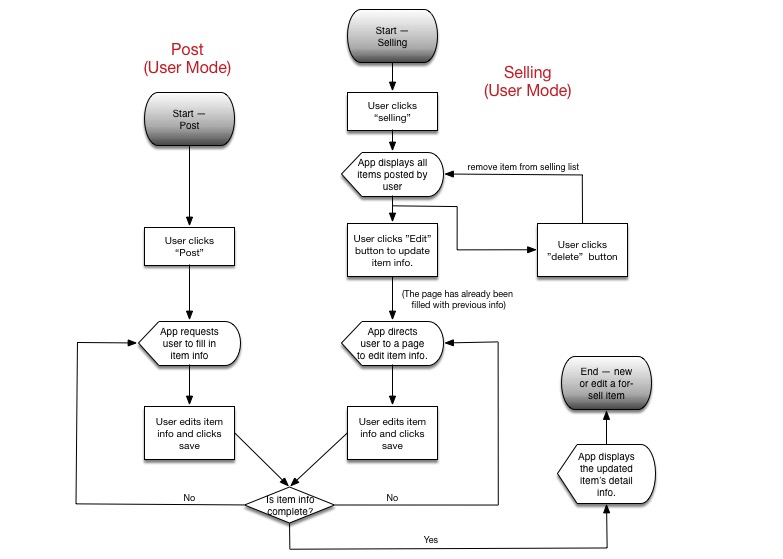 Post
(User Mode)
Start —
Post
User clicks
“Post”
App requests
user to fill in
item info
User edits item
info and clicks
save
Start —
Selling
Selling
(User Mode)
User clicks
“selling”
App displays all
items posted by
user
remove item from selling list
User clicks ”Edit”
button to update
item info.
User clicks
”delete” button
(The page has already been
filled with previous info)
App directs
user to a page
to edit item info.
User edits item
info and clicks
save
Is item info
complete?
No
No
Yes
End — new
or edit a for-
sell item
App displays
the updated
item’s detail
info.